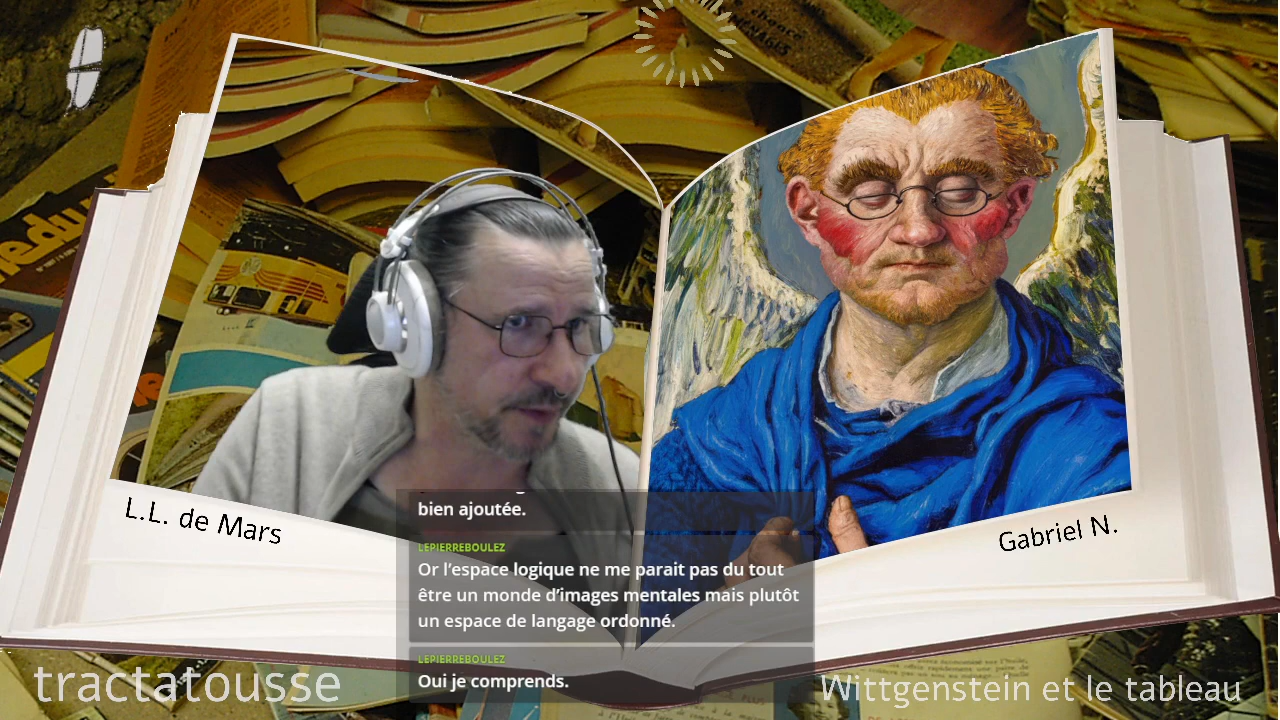 L.L. de Mars
Gabriel N.
bien ajoutée.
LEPIERREBOULEZ
Or l’espace logique ne me parait pas du tout
être un monde d’images mentales mais plutôt
un espace de langage ordonné.
LEPIERREBOULEZ
Oui je comprends.
tractatousse
Wittgenstein et le tableau